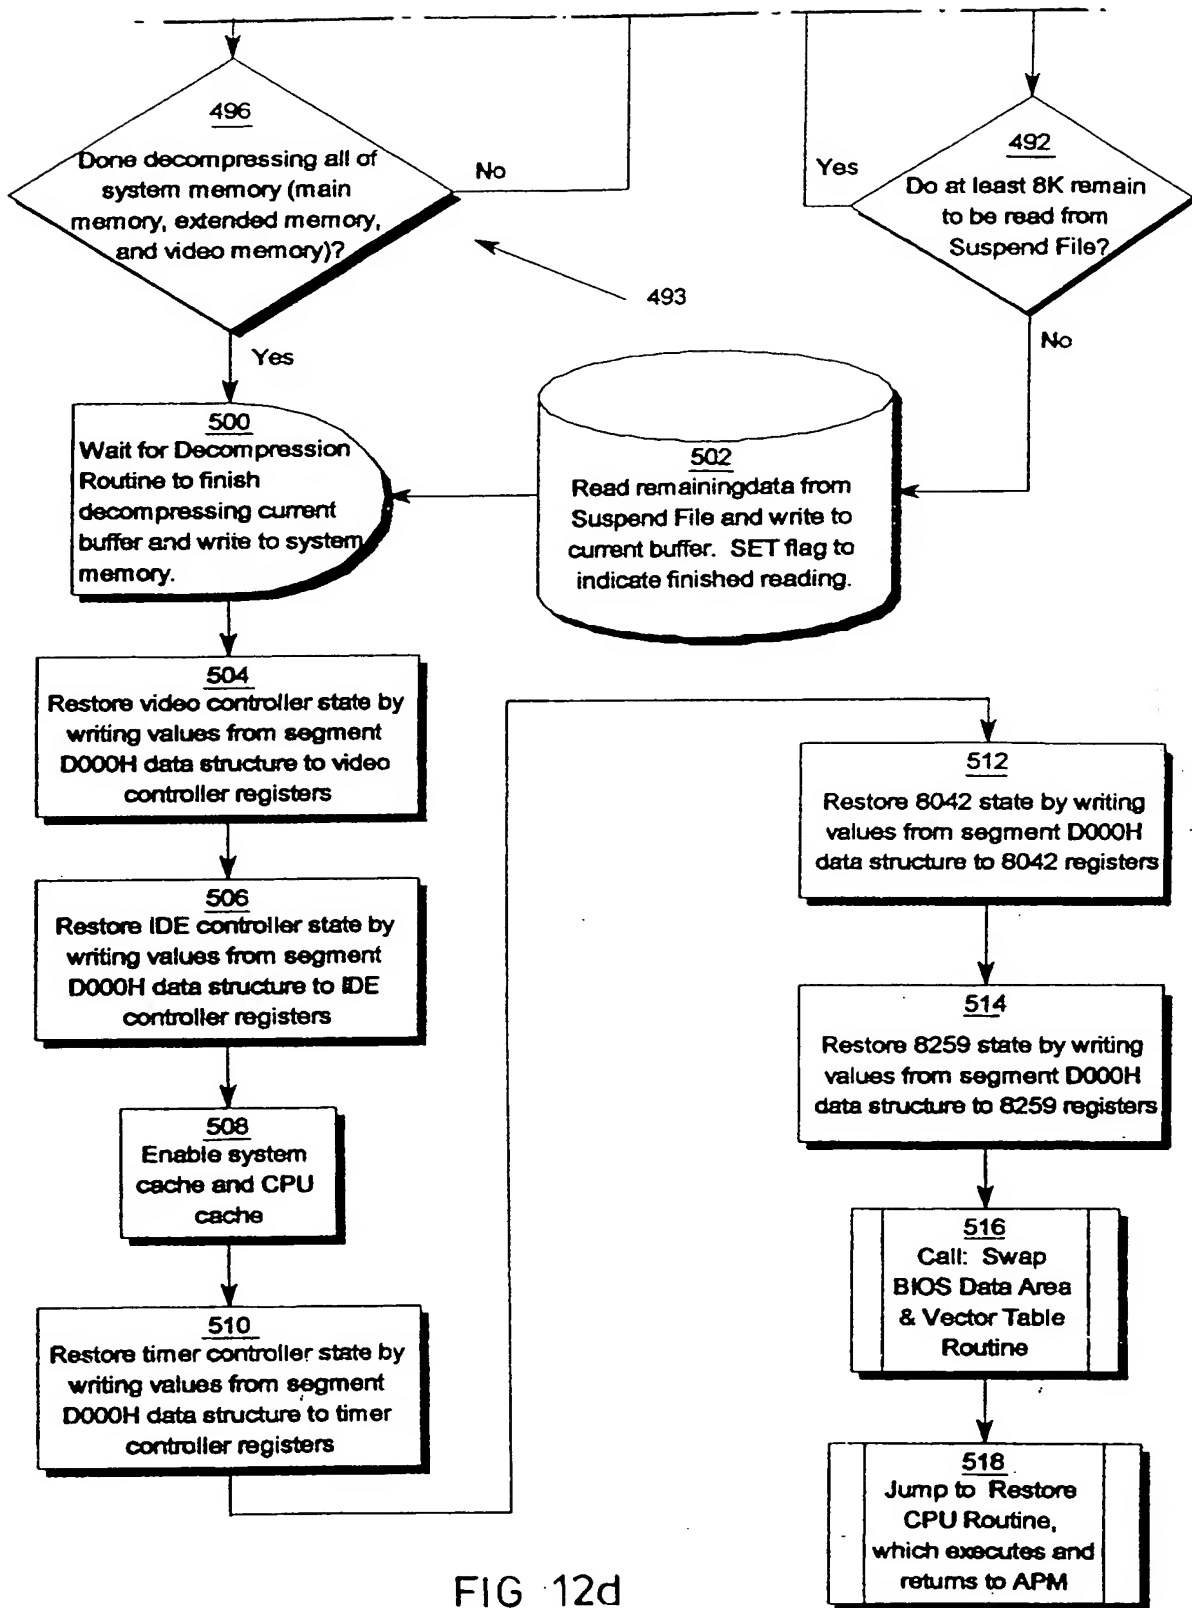 496
Done decompressing all of
system memory (main
memory, extended memory,
and video memory)?
No
Yes
492
Do at least 8K remain
to be read from
Suspend File?
Yes
No
493
500
Wait for Decompression
Routine to finish
decompressing current
buffer and write to system
memory.
502
Read remainingdata from
Suspend File and write to
current buffer. SET flag to
indicate finished reading.
504
Restore video controller state by
writing values from segment
D000H data structure to video
controller registers
506
Restore IDE controller state by
writing values from segment
D000H data structure to IDE
controller registers
508
Enable system
cache and CPU
cache
510
Restore timer controller state by
writing values from segment
D000H data structure to timer
controller registers
512
Restore 8042 state by writing
values from segment D000H
data structure to 8042 registers
514
Restore 8259 state by writing
values from segment D000H
data structure to 8259 registers
516
Call: Swap
BIOS Data Area
& Vector Table
Routine
518
Jump to Restore
CPU Routine,
which executes and
returns to APM
FIG 12d